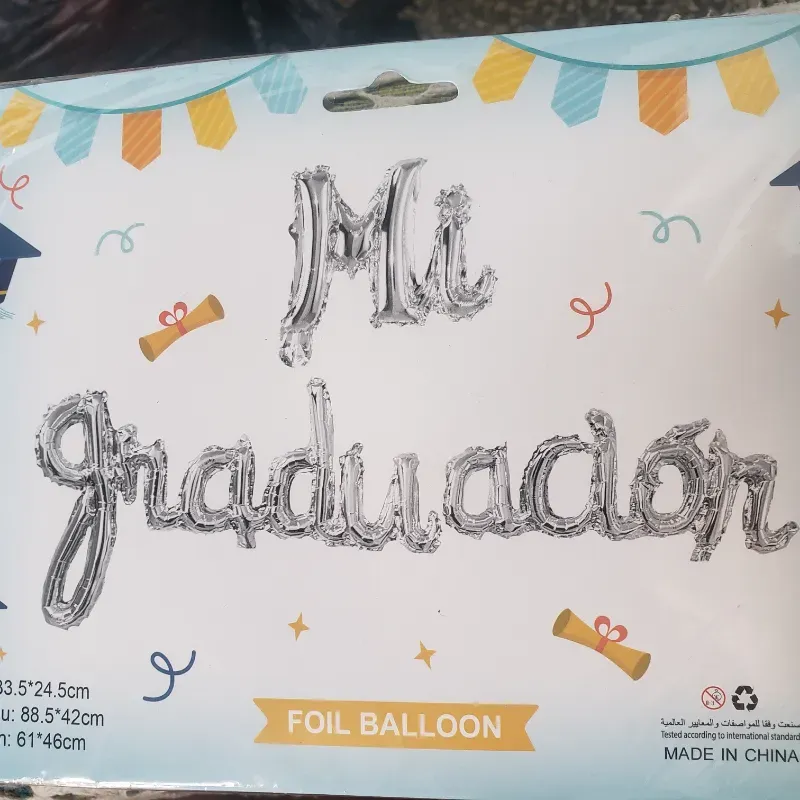 Mi
graduación
33.5*24.5cm
u: 88.5*42cm
n: 61*46cm
FOIL BALLOON
صنعت وفقا للمواصفات والمعايير العالمية
Tested according to international standard
MADE IN CHINA